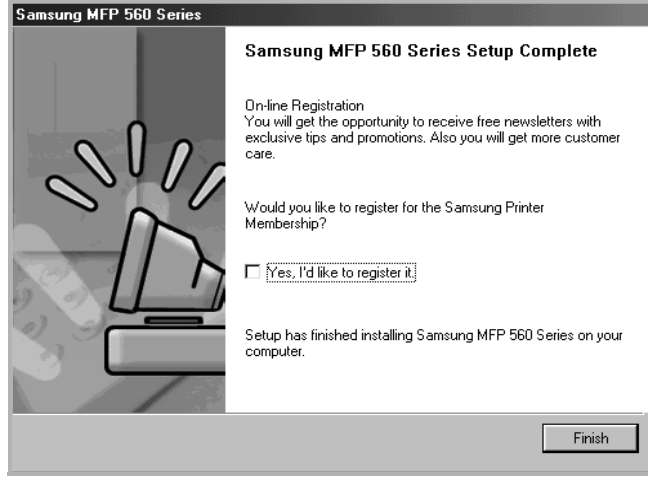 Samsung MFP 560 Series
Samsung MFP 560 Series Setup Complete
On-line Registration
You will get the opportunity to receive free newsletters with
exclusive tips and promotions. Also you will get more customer
care.
Would you like to register for the Samsung Printer
Membership?
Yes, I'd like to register it.
Setup has finished installing Samsung MFP 560 Series on your
computer.
Finish